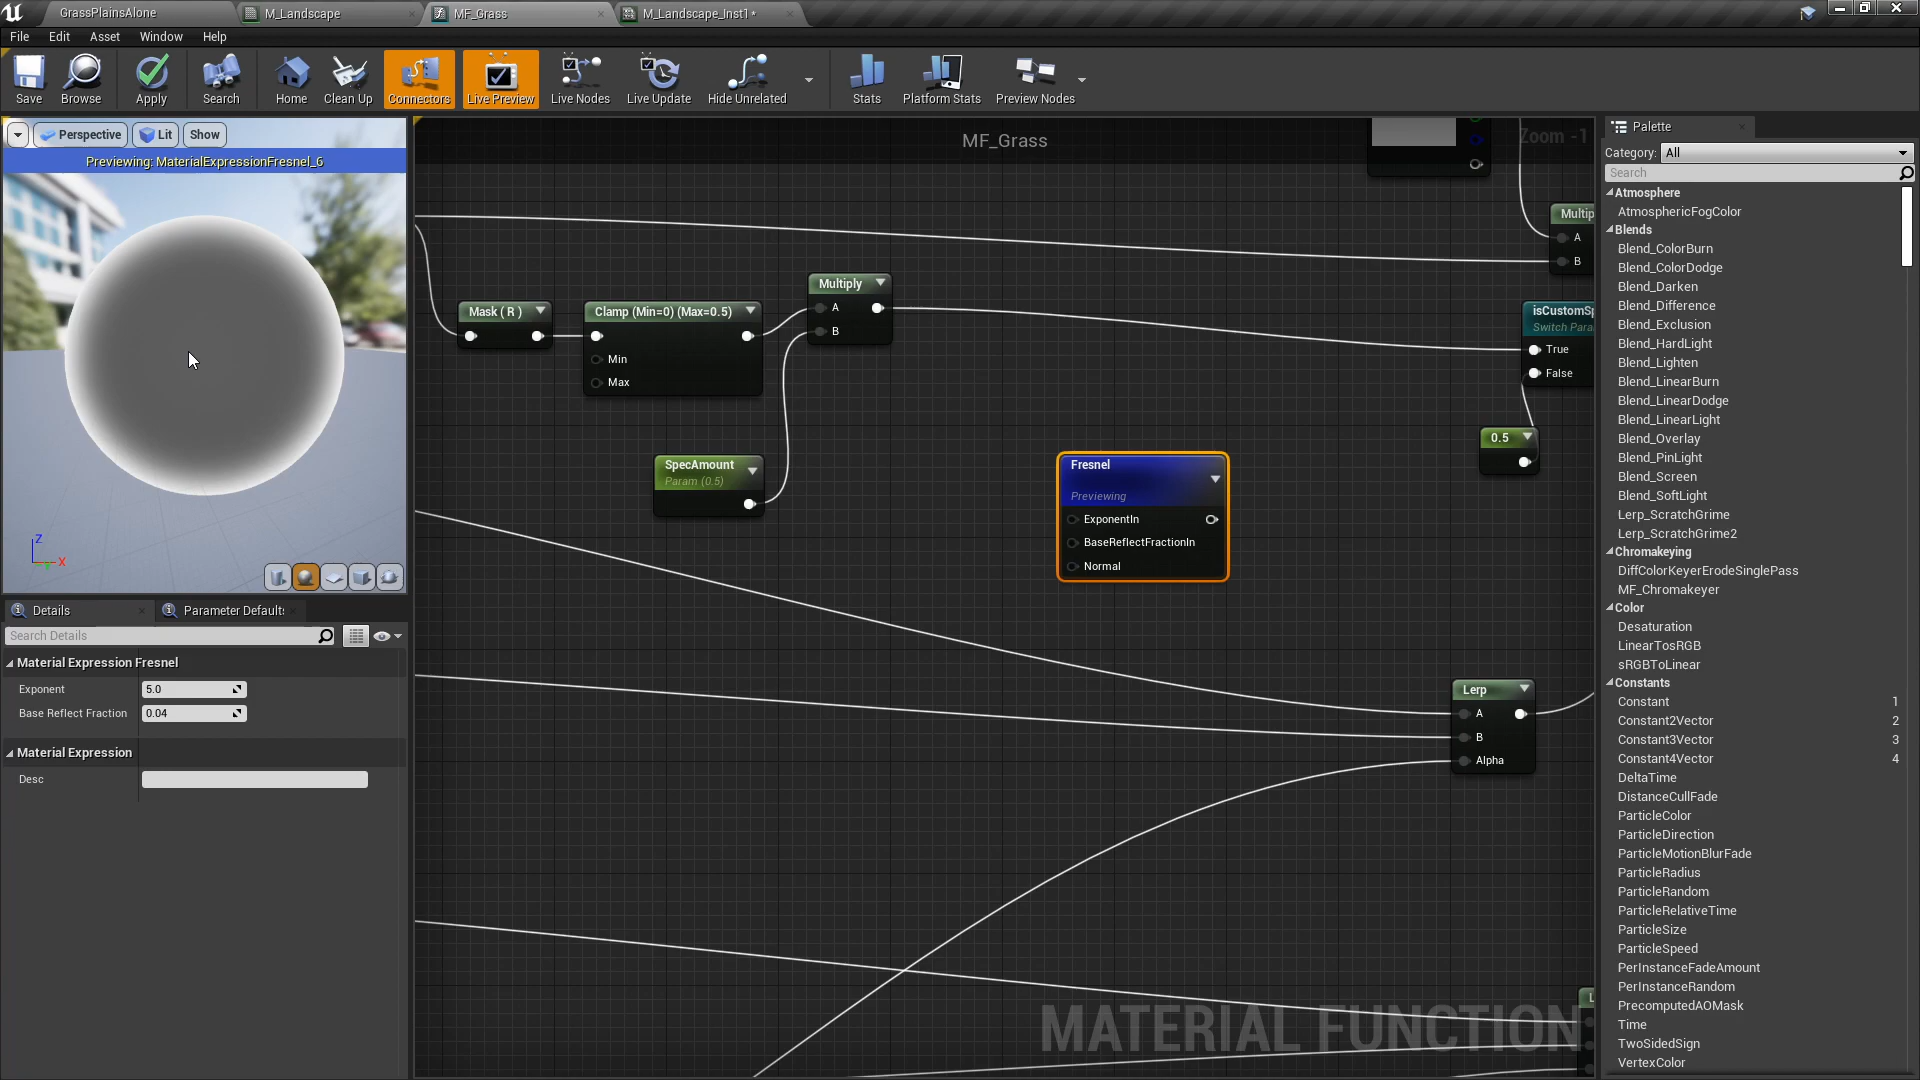 GrassPlainsAlone
M_Landscape
MF_Grass
M_Landscape_Inst1*
File
Edit
Asset
Window
Help
Save
Browse
Apply
Search
Home
Clean Up
Connectors
Live Preview
Live Nodes
Live Update
Hide Unrelated
Stats
Platform Stats
Preview Nodes
Perspective
Lit
Show
Previewing: MaterialExpressionFresnel_6
Z
X
MF_Grass
Zoom -1
Mask ( R )
Clamp (Min=0) (Max=0.5)
Min
Max
Multiply
A
B
SpecAmount
Param (0.5)
Fresnel
Previewing
ExponentIn
BaseReflectFractionIn
Normal
Multip
A
B
isCustomSp
Switch Para
True
False
0.5
Lerp
A
B
Alpha
L
MATERIAL FUNCTION
Details
Parameter Defaults
Search Details
Material Expression Fresnel
Exponent
5.0
Base Reflect Fraction
0.04
Material Expression
Desc
Palette
Category:
All
Search
Atmosphere
AtmosphericFogColor
Blends
Blend_ColorBurn
Blend_ColorDodge
Blend_Darken
Blend_Difference
Blend_Exclusion
Blend_HardLight
Blend_Lighten
Blend_LinearBurn
Blend_LinearDodge
Blend_LinearLight
Blend_Overlay
Blend_PinLight
Blend_Screen
Blend_SoftLight
Lerp_ScratchGrime
Lerp_ScratchGrime2
Chromakeying
DiffColorKeyerErodeSinglePass
MF_Chromakeyer
Color
Desaturation
LinearTosRGB
sRGBToLinear
Constants
Constant 1
Constant2Vector 2
Constant3Vector 3
Constant4Vector 4
DeltaTime
DistanceCullFade
ParticleColor
ParticleDirection
ParticleMotionBlurFade
ParticleRadius
ParticleRandom
ParticleRelativeTime
ParticleSize
ParticleSpeed
PerInstanceFadeAmount
PerInstanceRandom
PrecomputedAOMask
Time
TwoSidedSign
VertexColor